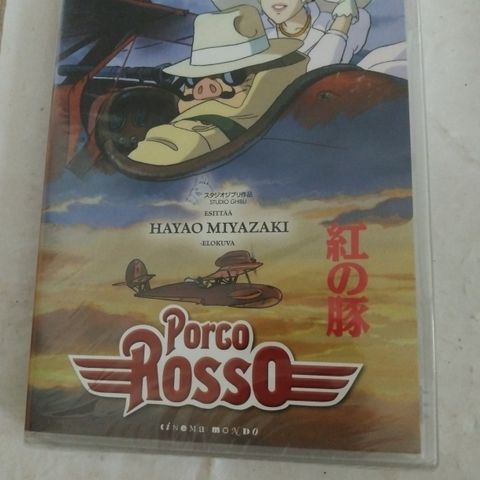 スタジオジブリ作品
STUDIO GHIBLI
ESITTÄÄ
HAYAO MIYAZAKI
-ELOKUVA
紅の豚
PORCO
ROSSO
CINEMA MONDO